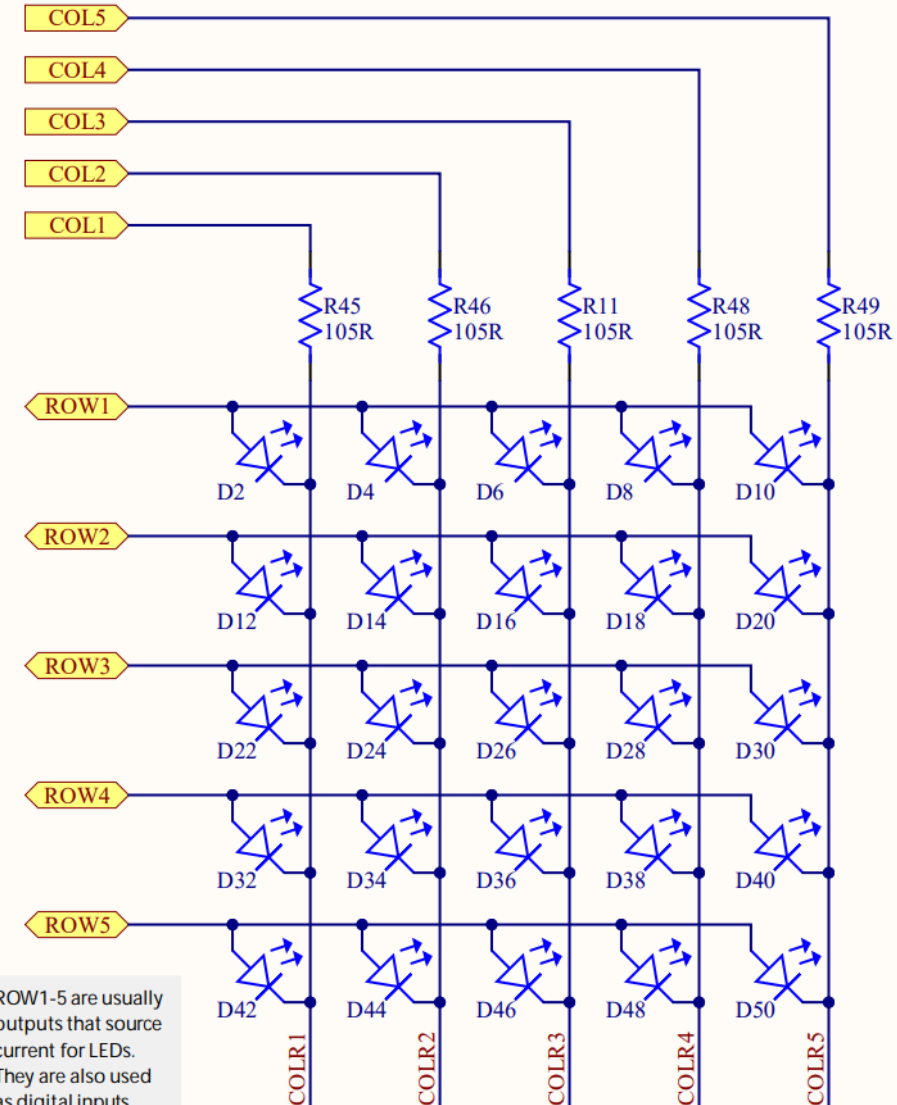 COL5
COL4
COL3
COL2
COL1
R45 R46 R11 R48 R49
105R 105R 105R 105R 105R
ROW1
D2 D4 D6 D8 D10
ROW2
D12 D14 D16 D18 D20
ROW3
D22 D24 D26 D28 D30
ROW4
D32 D34 D36 D38 D40
ROW5
D42 D44 D46 D48 D50
ROW1-5 are usually
outputs that source
current for LEDs.
They are also used
as digital inputs
COLR1 COLR2 COLR3 COLR4 COLR5